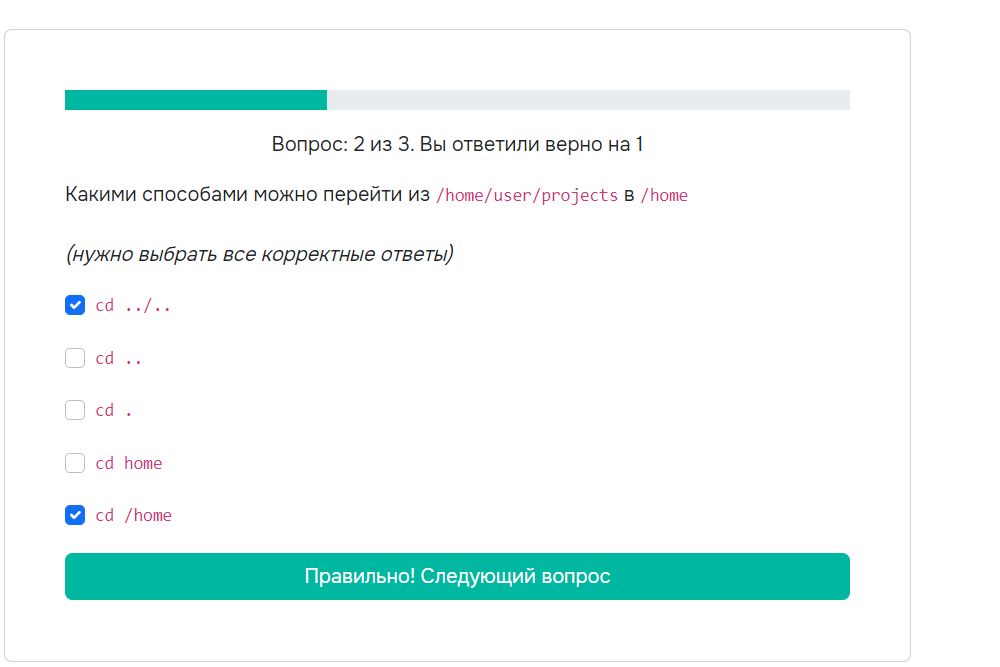 Вопрос: 2 из 3. Вы ответили верно на 1
Какими способами можно перейти из /home/user/projects в /home
(нужно выбрать все корректные ответы)
cd ../..
cd ..
cd .
cd home
cd /home
Правильно! Следующий вопрос